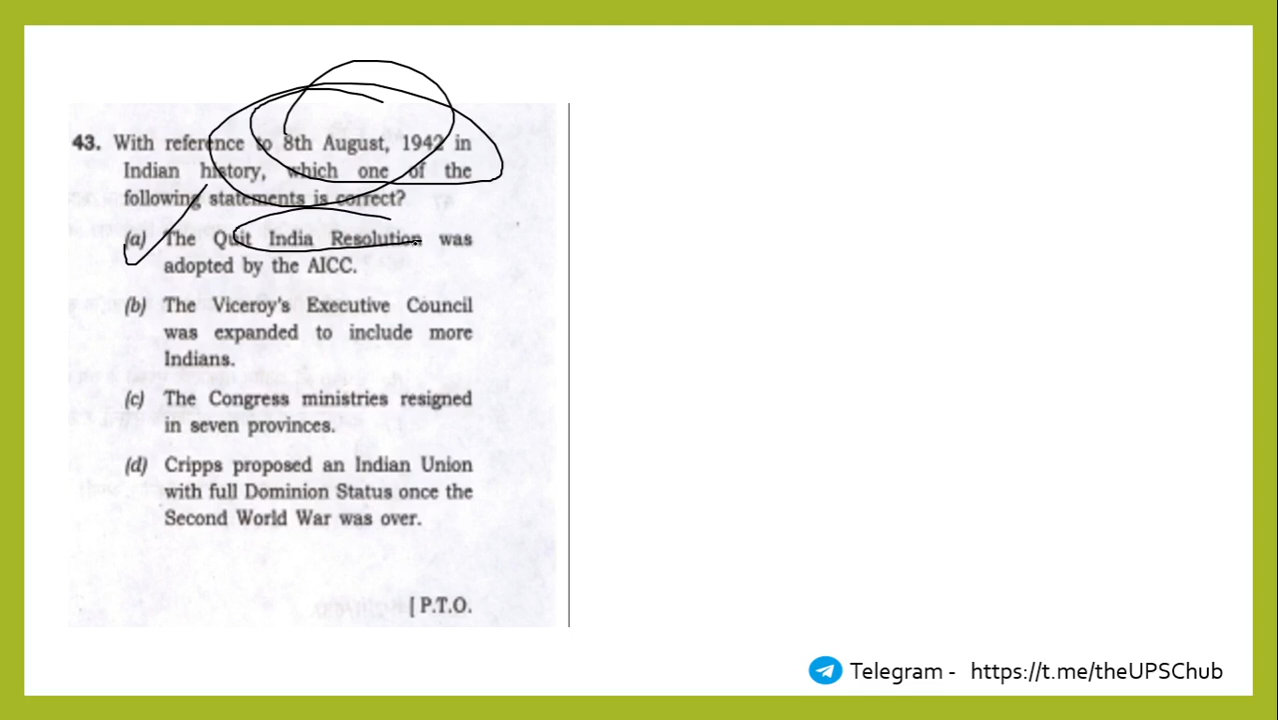 43. With reference to 8th August, 1942 in
Indian history, which one of the
following statements is correct?
(a) The Quit India Resolution was
adopted by the AICC.
(b) The Viceroy's Executive Council
was expanded to include more
Indians.
(c) The Congress ministries resigned
in seven provinces.
(d) Cripps proposed an Indian Union
with full Dominion Status once the
Second World War was over.
[ P.T.O.
Telegram - https://t.me/theUPSChub